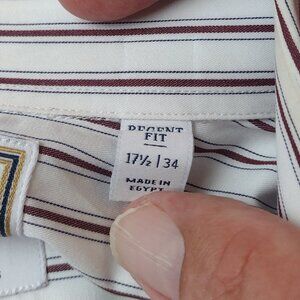 REGENT
FIT
17½ | 34
MADE IN
EGYPT